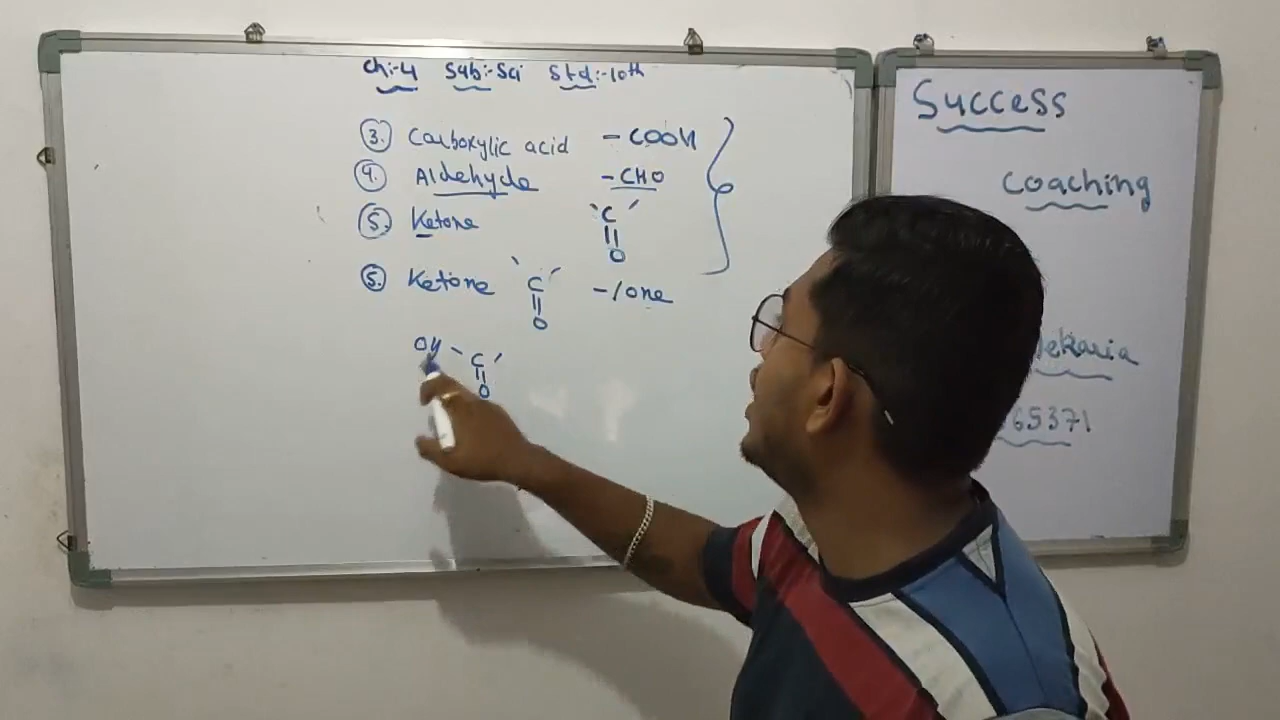 Ch:-4 Sub:-Sci Std:-10th
3. Carboxylic acid -COOH
4. Aldehyde -CHO
5. Ketone C
O
5. Ketone C -/one
O
OH C
O
Success
Coaching
ekaria
65371